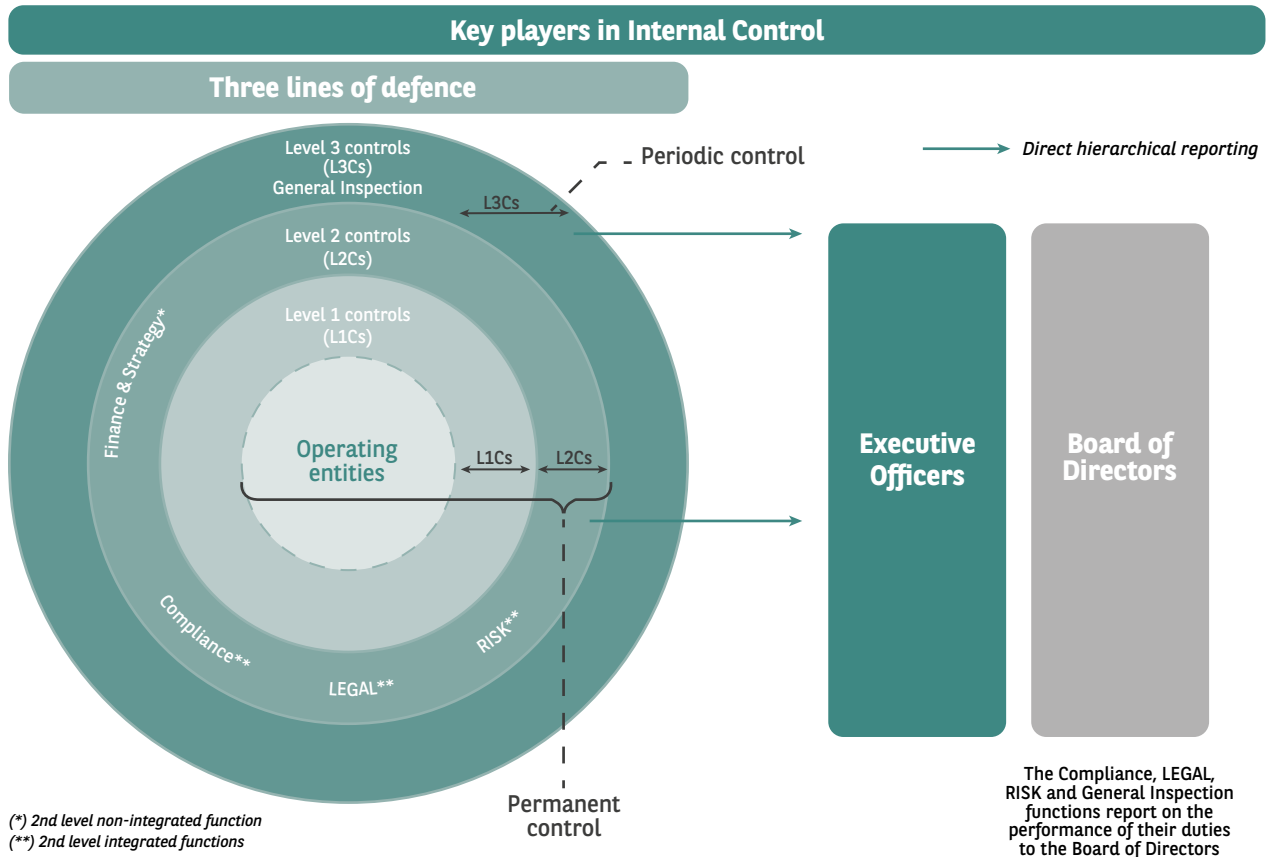 Key players in Internal Control
Three lines of defence
Level 3 controls
(L3Cs)
General Inspection
Periodic control
Direct hierarchical reporting
L3Cs
Level 2 controls
(L2Cs)
Level 1 controls
(L1Cs)
Finance & Strategy*
Operating
entities
L1Cs
L2Cs
Executive
Officers
Board of
Directors
Compliance**
LEGAL**
RISK**
Permanent
control
The Compliance, LEGAL,
RISK and General Inspection
functions report on the
performance of their duties
to the Board of Directors
(*) 2nd level non-integrated function
(**) 2nd level integrated functions